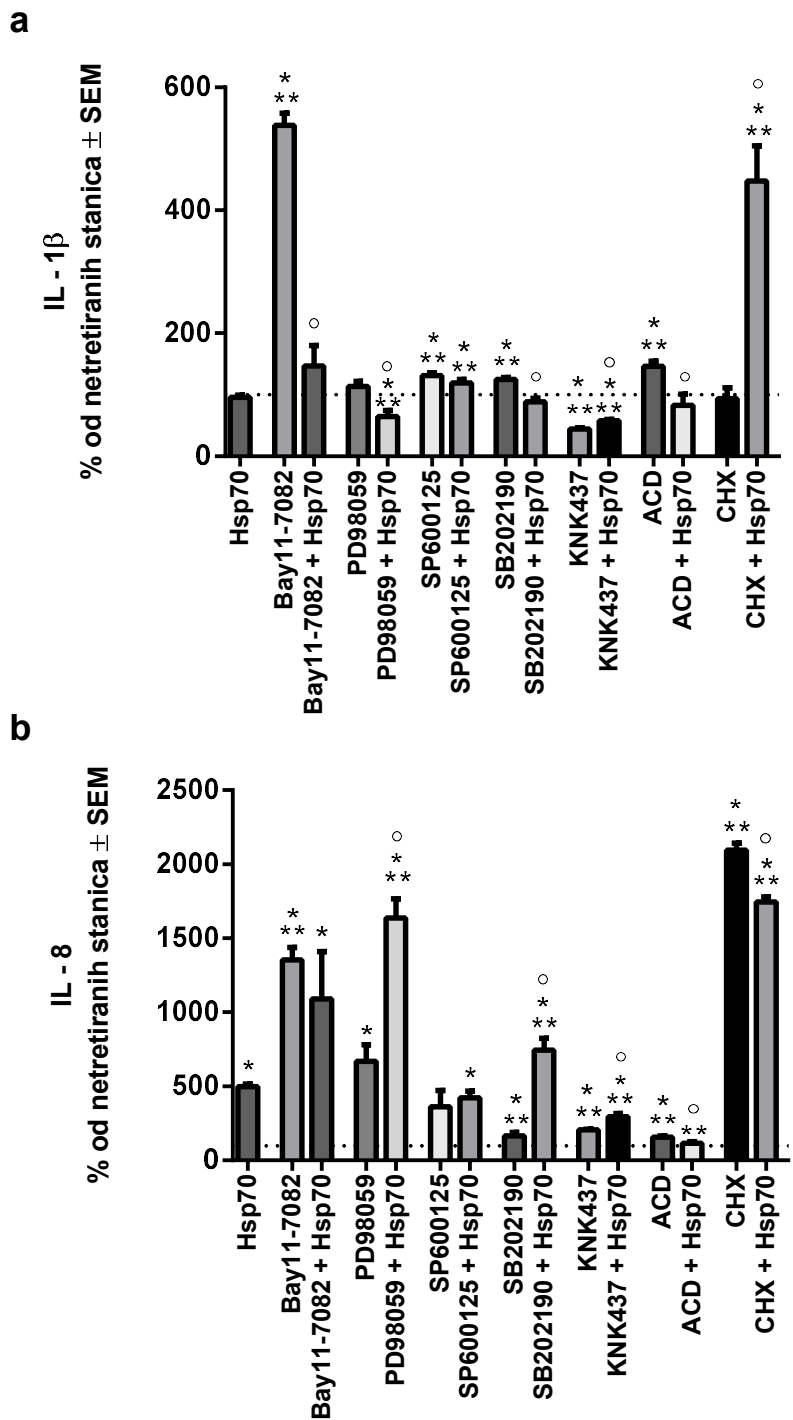 a
IL - 1β
% od netretiranih stanica ± SEM
600
400
200
0
*
**
○
○
*
**
*
**
*
**
*
**
○
*
**
○
*
**
*
**
○
○
*
**
Hsp70
Bay11-7082
Bay11-7082 + Hsp70
PD98059
PD98059 + Hsp70
SP600125
SP600125 + Hsp70
SB202190
SB202190 + Hsp70
KNK437
KNK437 + Hsp70
ACD
ACD + Hsp70
CHX
CHX + Hsp70
b
IL - 8
% od netretiranih stanica ± SEM
2500
2000
1500
1000
500
0
*
*
**
*
*
○
*
**
*
*
**
○
*
**
*
**
○
*
**
*
**
○
**
*
**
○
*
**
Hsp70
Bay11-7082
Bay11-7082 + Hsp70
PD98059
PD98059 + Hsp70
SP600125
SP600125 + Hsp70
SB202190
SB202190 + Hsp70
KNK437
KNK437 + Hsp70
ACD
ACD + Hsp70
CHX
CHX + Hsp70